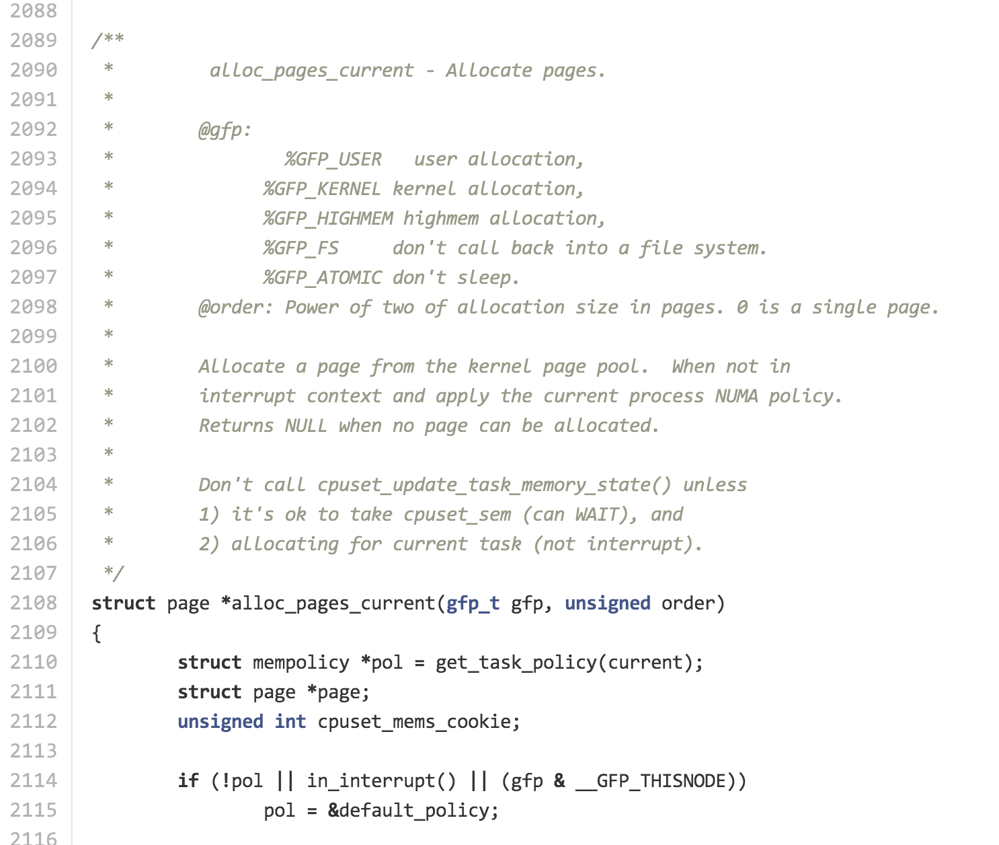 2088
2089 /**
2090  *         alloc_pages_current - Allocate pages.
2091  *
2092  *        @gfp:
2093  *                %GFP_USER   user allocation,
2094  *              %GFP_KERNEL kernel allocation,
2095  *              %GFP_HIGHMEM highmem allocation,
2096  *              %GFP_FS     don't call back into a file system.
2097  *              %GFP_ATOMIC don't sleep.
2098  *        @order: Power of two of allocation size in pages. 0 is a single page.
2099  *
2100  *        Allocate a page from the kernel page pool.  When not in
2101  *        interrupt context and apply the current process NUMA policy.
2102  *        Returns NULL when no page can be allocated.
2103  *
2104  *        Don't call cpuset_update_task_memory_state() unless
2105  *        1) it's ok to take cpuset_sem (can WAIT), and
2106  *        2) allocating for current task (not interrupt).
2107  */
2108 struct page *alloc_pages_current(gfp_t gfp, unsigned order)
2109 {
2110         struct mempolicy *pol = get_task_policy(current);
2111         struct page *page;
2112         unsigned int cpuset_mems_cookie;
2113
2114         if (!pol || in_interrupt() || (gfp & __GFP_THISNODE))
2115                 pol = &default_policy;
2116